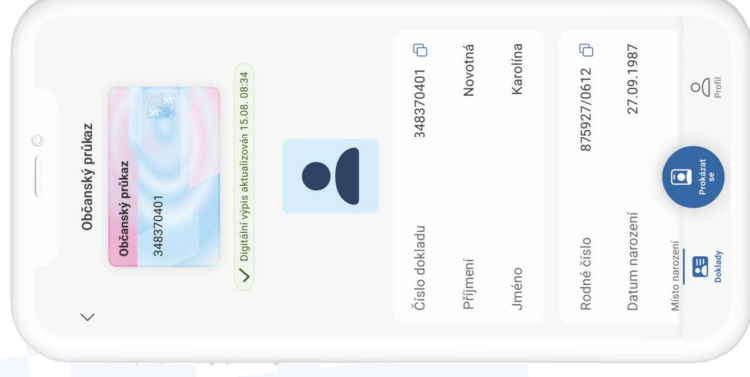 Občanský průkaz
Občanský průkaz
348370401
Digitální výpis aktualizován 15.08. 08:34
Číslo dokladu 348370401
Příjmení Novotná
Jméno Karolína
Rodné číslo 875927/0612
Datum narození 27.09.1987
Místo narození
Doklady
Prokázat
se
Profil